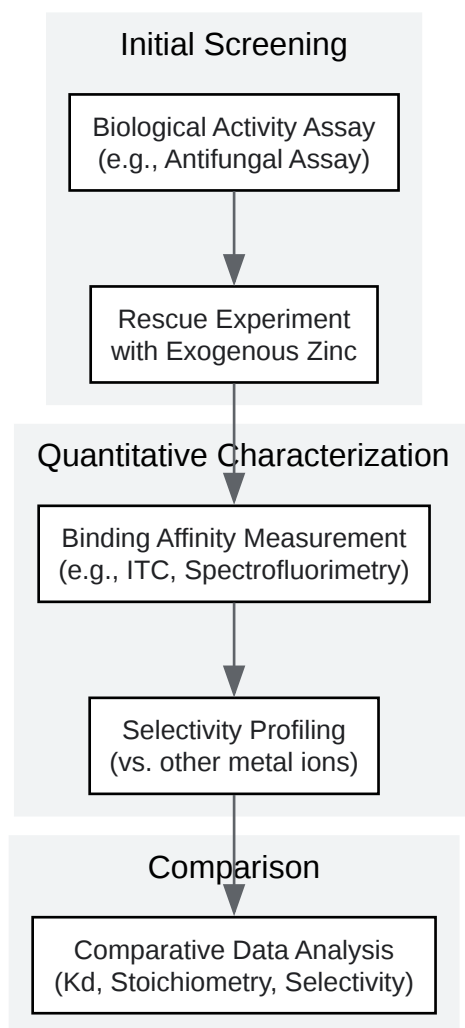 Initial Screening
Biological Activity Assay
(e.g., Antifungal Assay)
Rescue Experiment
with Exogenous Zinc
Quantitative Characterization
Binding Affinity Measurement
(e.g., ITC, Spectrofluorimetry)
Selectivity Profiling
(vs. other metal ions)
Comparison
Comparative Data Analysis
(Kd, Stoichiometry, Selectivity)